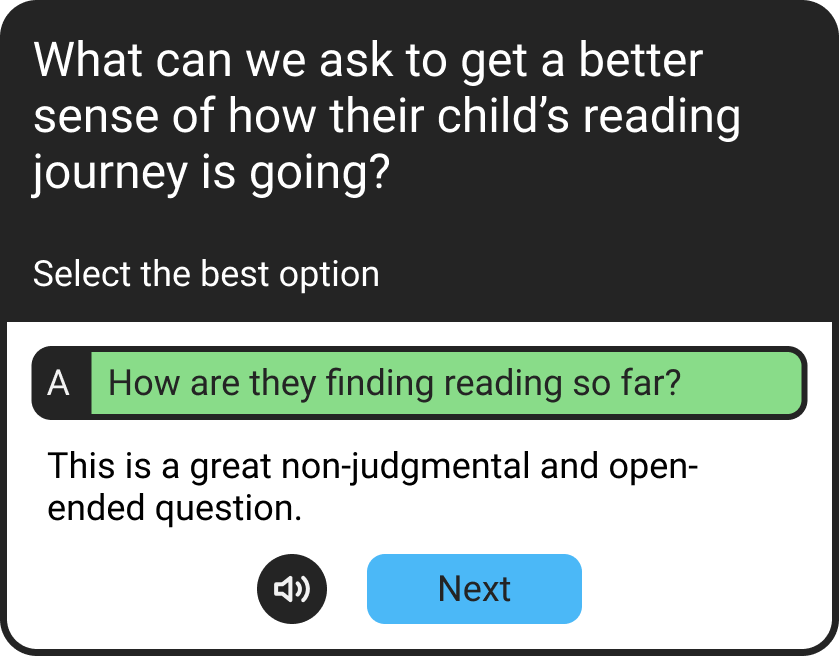 What can we ask to get a better
sense of how their child’s reading
journey is going?
Select the best option
A How are they finding reading so far?
This is a great non-judgmental and open-
ended question.
Next